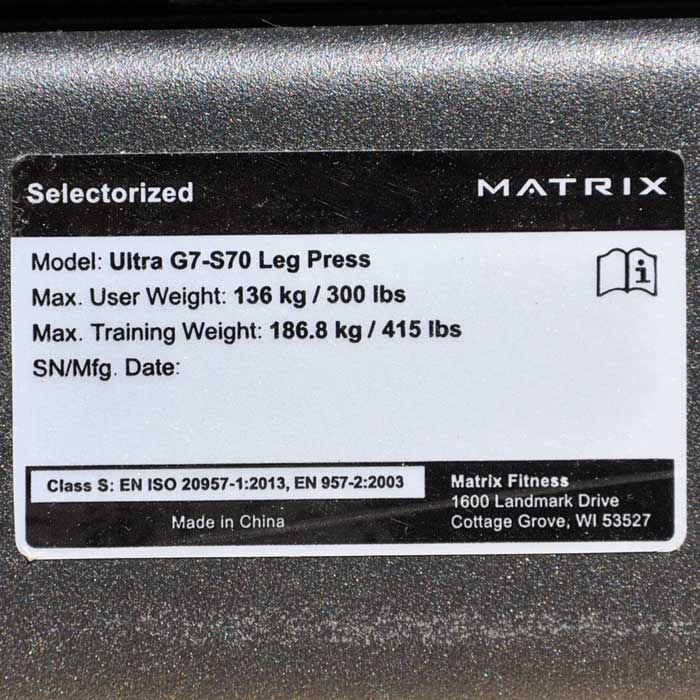 Selectorized
MATRIX
Model: Ultra G7-S70 Leg Press
Max. User Weight: 136 kg / 300 lbs
Max. Training Weight: 186.8 kg / 415 lbs
SN/Mfg. Date:
Class S: EN ISO 20957-1:2013, EN 957-2:2003
Made in China
Matrix Fitness
1600 Landmark Drive
Cottage Grove, WI 53527